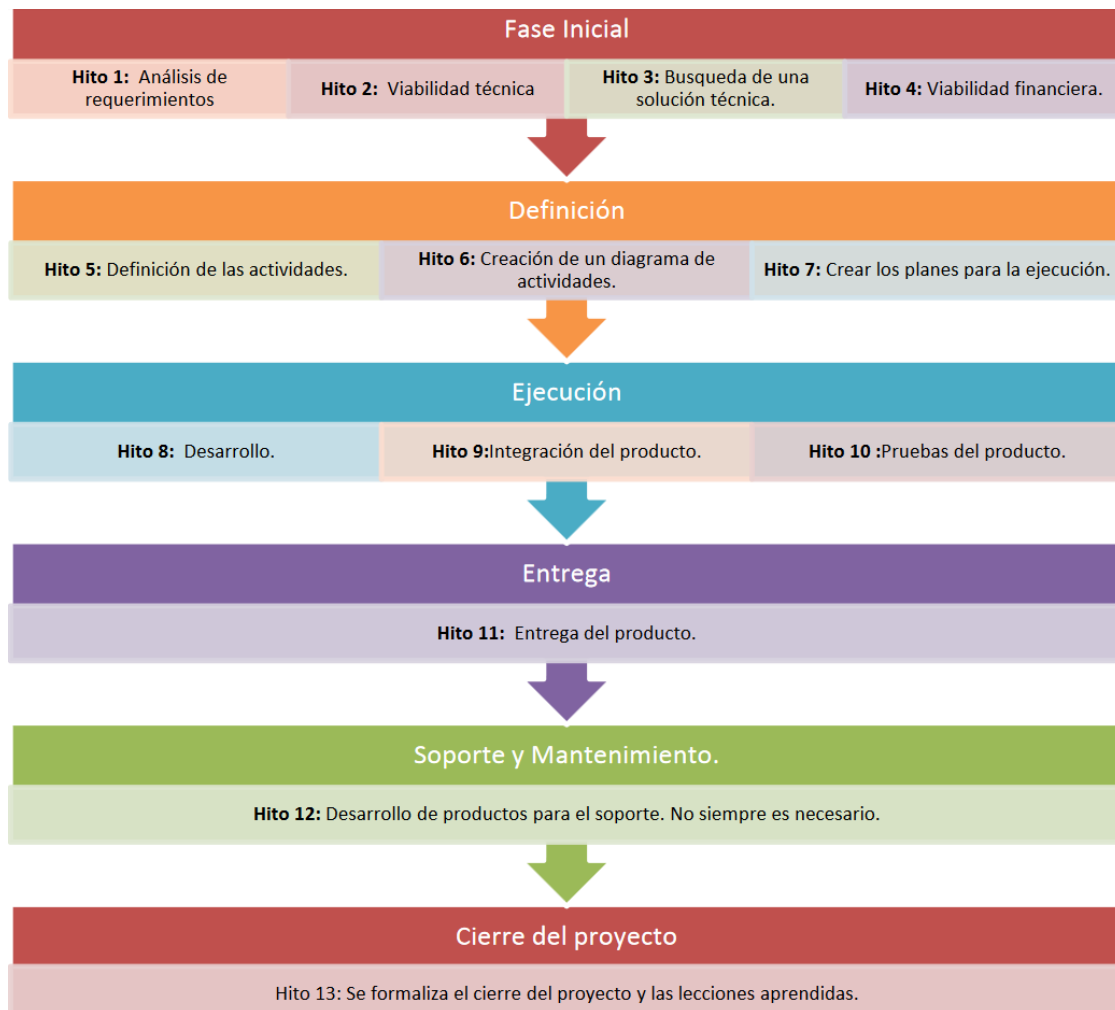 Fase Inicial
Hito 1: Análisis de
requerimientos
Hito 2: Viabilidad técnica
Hito 3: Busqueda de una
solución técnica.
Hito 4: Viabilidad financiera.
Definición
Hito 5: Definición de las actividades.
Hito 6: Creación de un diagrama de
actividades.
Hito 7: Crear los planes para la ejecución.
Ejecución
Hito 8: Desarrollo.
Hito 9:Integración del producto.
Hito 10 :Pruebas del producto.
Entrega
Hito 11: Entrega del producto.
Soporte y Mantenimiento.
Hito 12: Desarrollo de productos para el soporte. No siempre es necesario.
Cierre del proyecto
Hito 13: Se formaliza el cierre del proyecto y las lecciones aprendidas.